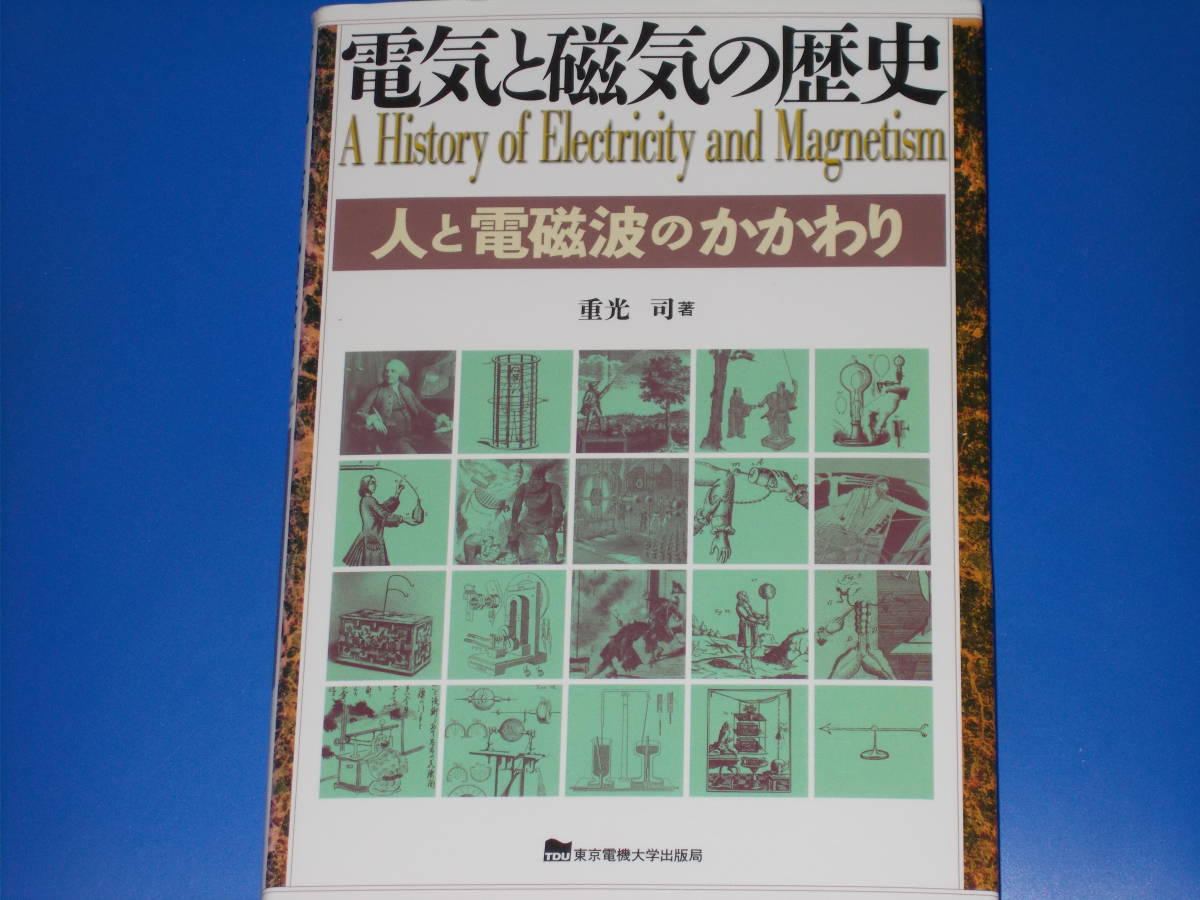 電気と磁気の歴史
A History of Electricity and Magnetism
人と電磁波のかかわり
重光 司 著
TDU 東京電機大学出版局